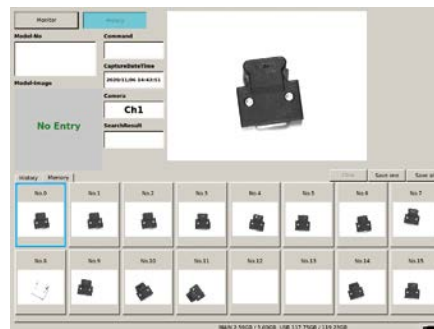 Monitor
History
Model-No
Command
CaptureDateTime
2020/11/06 14:43:51
Model-Image
Camera
Ch1
No Entry
SearchResult
History
Memory
Save one
No.0
No.1
No.2
No.3
No.4
No.5
No.6
No.7
No.8
No.9
No.10
No.11
No.12
No.13
No.14
No.15